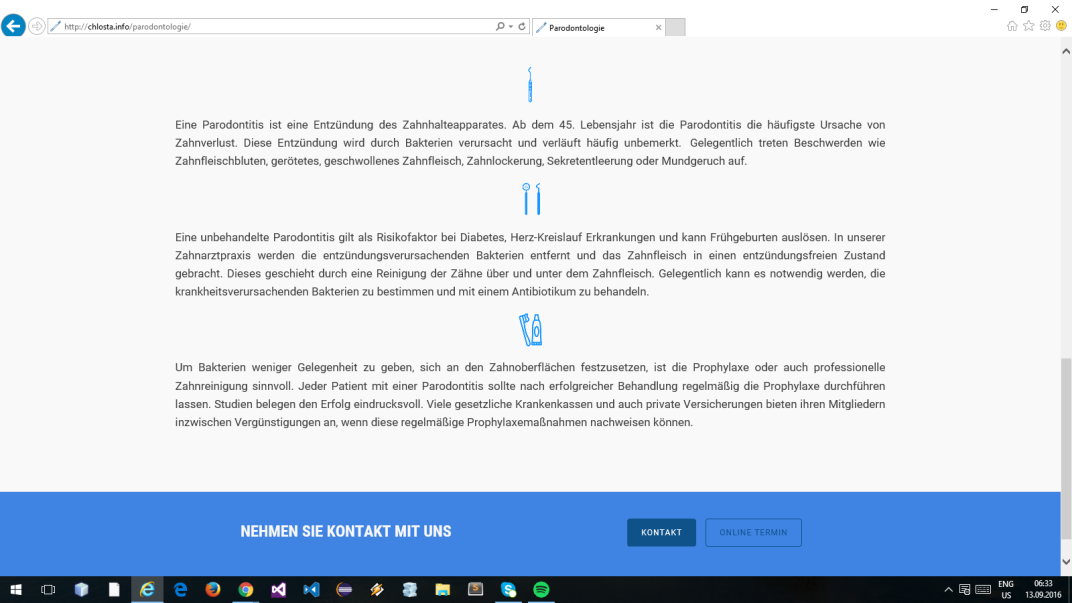 http://chlosta.info/parodontologie/
Parodontologie
Eine Parodontitis ist eine Entzündung des Zahnhalteapparates. Ab dem 45. Lebensjahr ist die Parodontitis die häufigste Ursache von
Zahnverlust. Diese Entzündung wird durch Bakterien verursacht und verläuft häufig unbemerkt. Gelegentlich treten Beschwerden wie
Zahnfleischbluten, gerötetes, geschwollenes Zahnfleisch, Zahnlockerung, Sekretentleerung oder Mundgeruch auf.
Eine unbehandelte Parodontitis gilt als Risikofaktor bei Diabetes, Herz-Kreislauf Erkrankungen und kann Frühgeburten auslösen. In unserer
Zahnarztpraxis werden die entzündungsverursachenden Bakterien entfernt und das Zahnfleisch in einen entzündungsfreien Zustand
gebracht. Dieses geschieht durch eine Reinigung der Zähne über und unter dem Zahnfleisch. Gelegentlich kann es notwendig werden, die
krankheitsverursachenden Bakterien zu bestimmen und mit einem Antibiotikum zu behandeln.
Um Bakterien weniger Gelegenheit zu geben, sich an den Zahnoberflächen festzusetzen, ist die Prophylaxe oder auch professionelle
Zahnreinigung sinnvoll. Jeder Patient mit einer Parodontitis sollte nach erfolgreicher Behandlung regelmäßig die Prophylaxe durchführen
lassen. Studien belegen den Erfolg eindrucksvoll. Viele gesetzliche Krankenkassen und auch private Versicherungen bieten ihren Mitgliedern
inzwischen Vergünstigungen an, wenn diese regelmäßige Prophylaxemaßnahmen nachweisen können.
NEHMEN SIE KONTAKT MIT UNS
KONTAKT
ONLINE TERMIN
ENG
US
06:33
13.09.2016